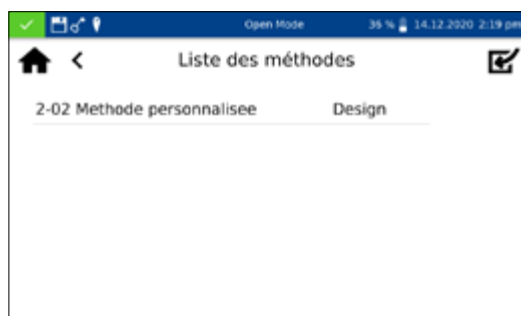 Open Mode 36 % 14.12.2020 2:19 pm
Liste des méthodes
2-02 Methode personnalisee Design